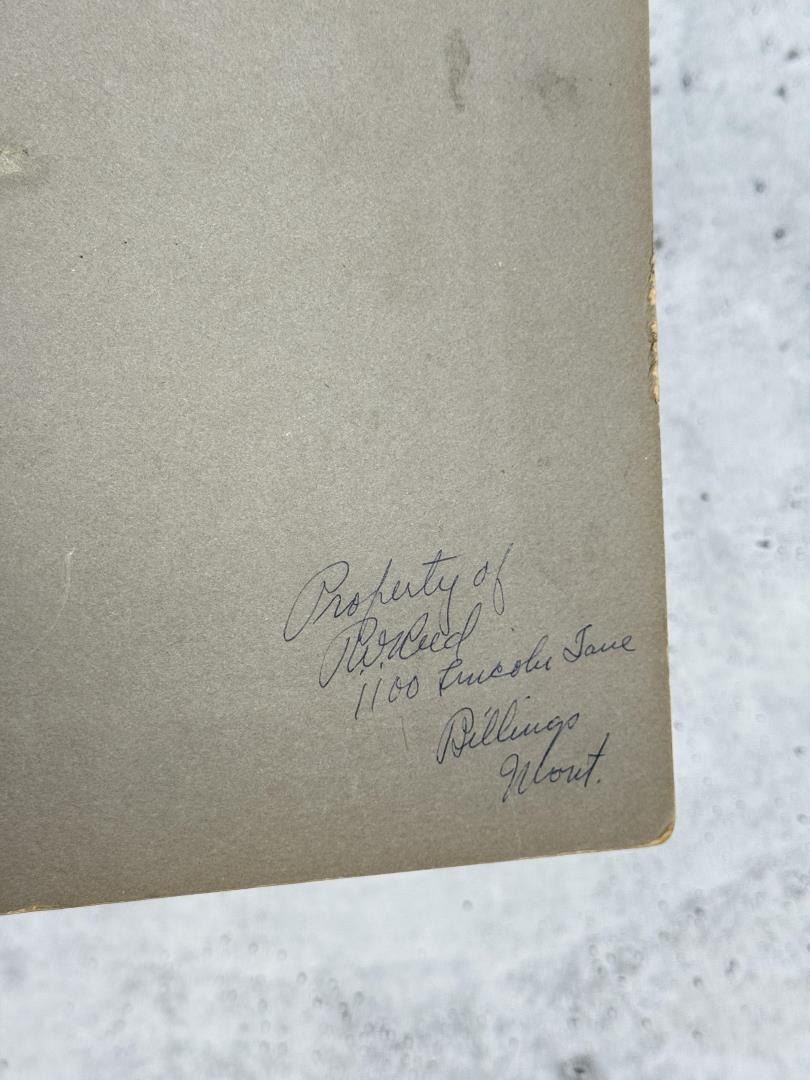 Property of
R.W. Reed
1100 Lincoln Lane
Billings
Mont.